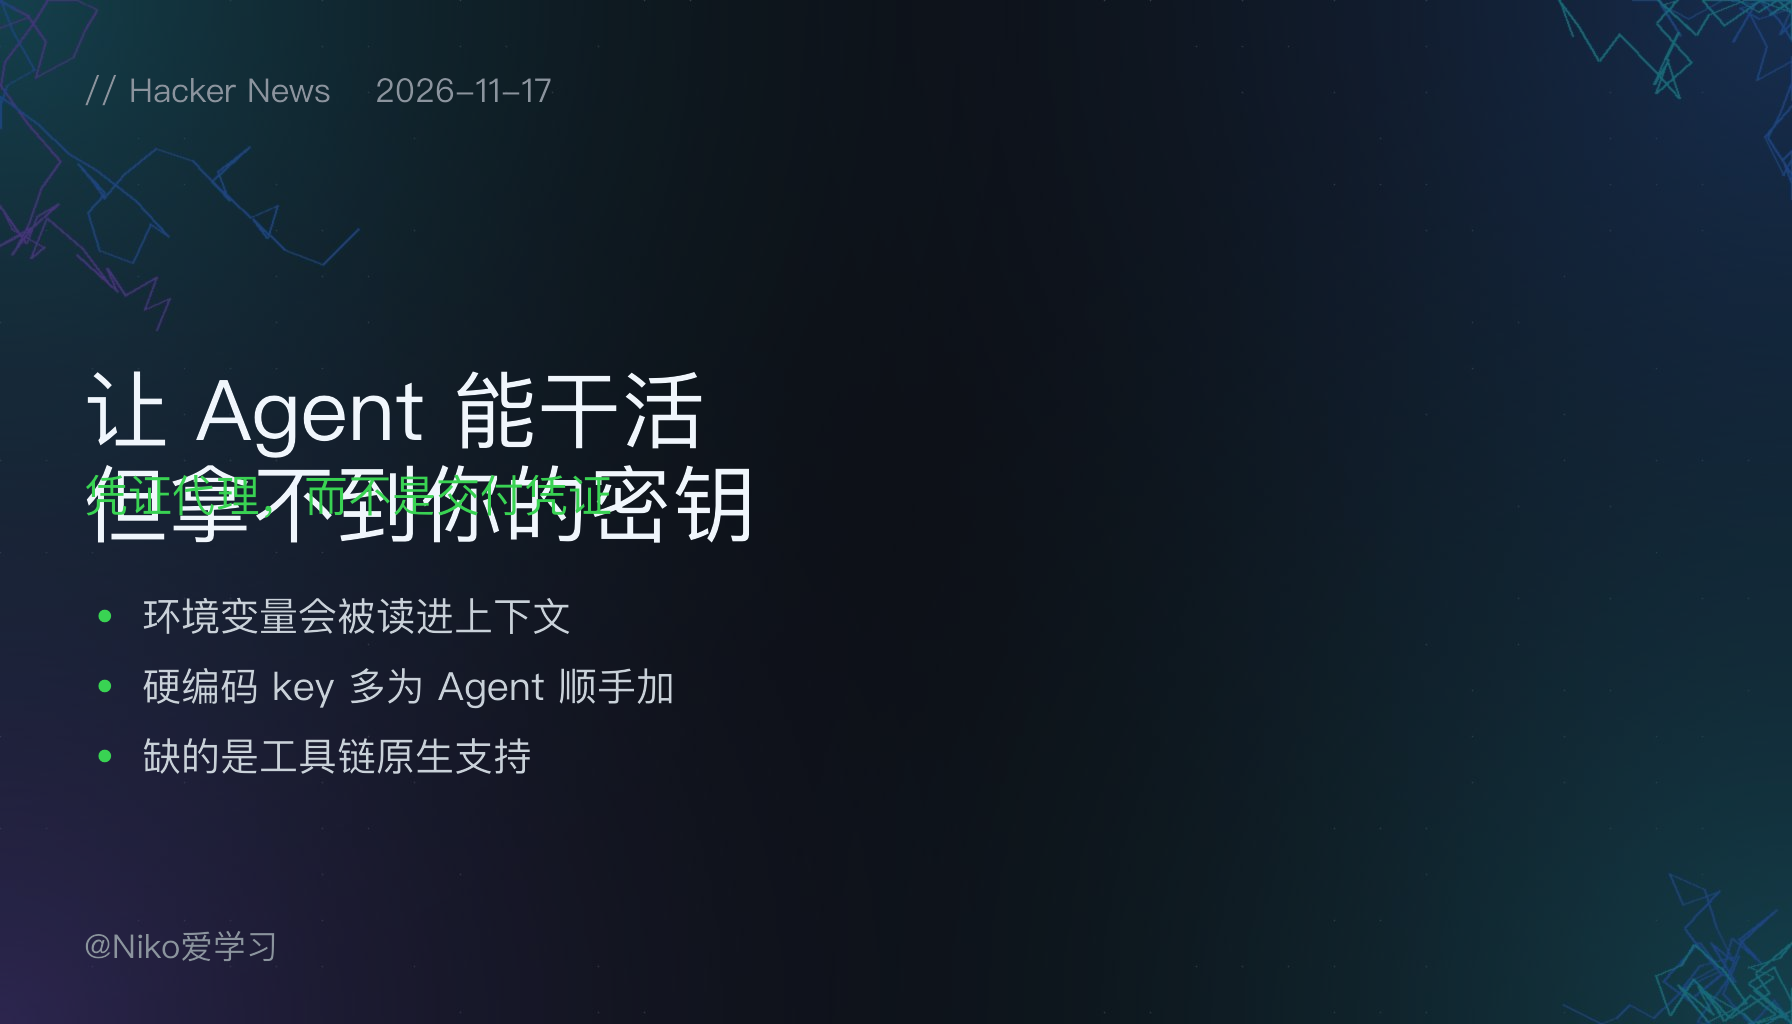 // Hacker News 2026-11-17
让 Agent 能干活
但拿不到你的密钥
凭证代理，而不是交付凭证
• 环境变量会被读进上下文
• 硬编码 key 多为 Agent 顺手加
• 缺的是工具链原生支持
@Niko爱学习